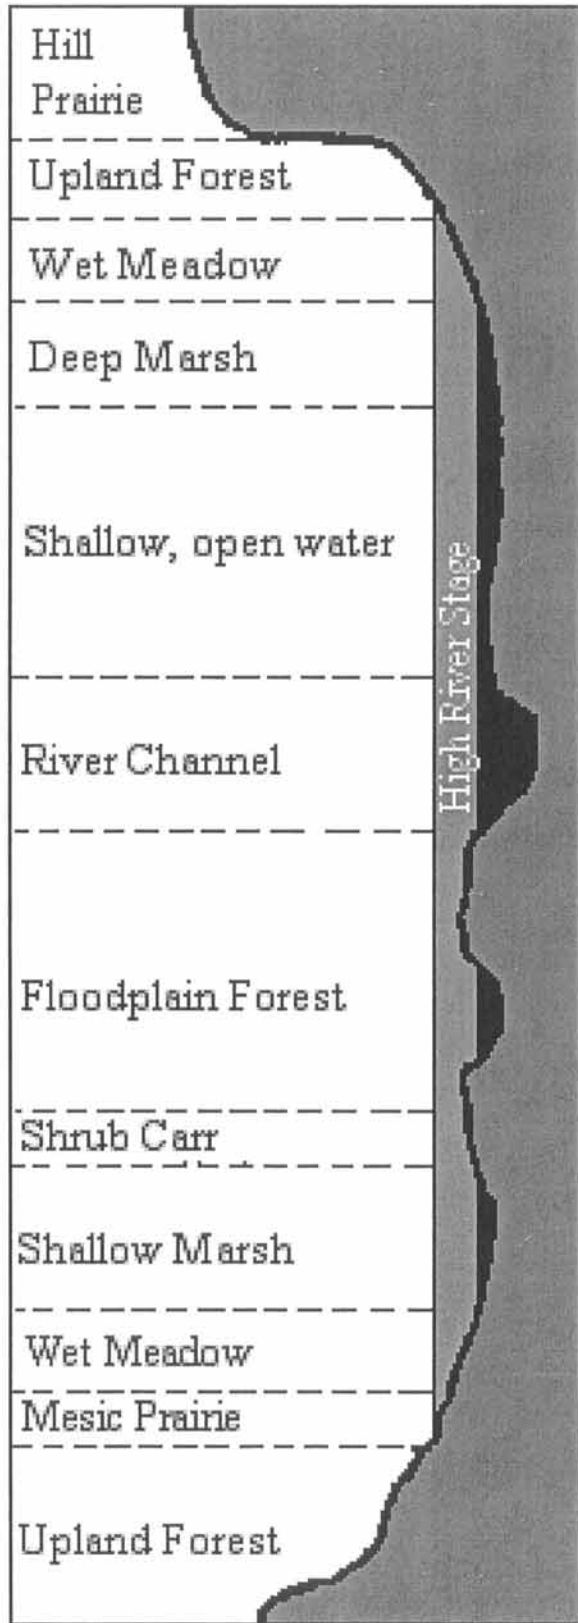 Hill
Prairie
Upland Forest
Wet Meadow
Deep Marsh
Shallow, open water
High River Stage
River Channel
Floodplain Forest
Shrub Carr
Shallow Marsh
Wet Meadow
Mesic Prairie
Upland Forest